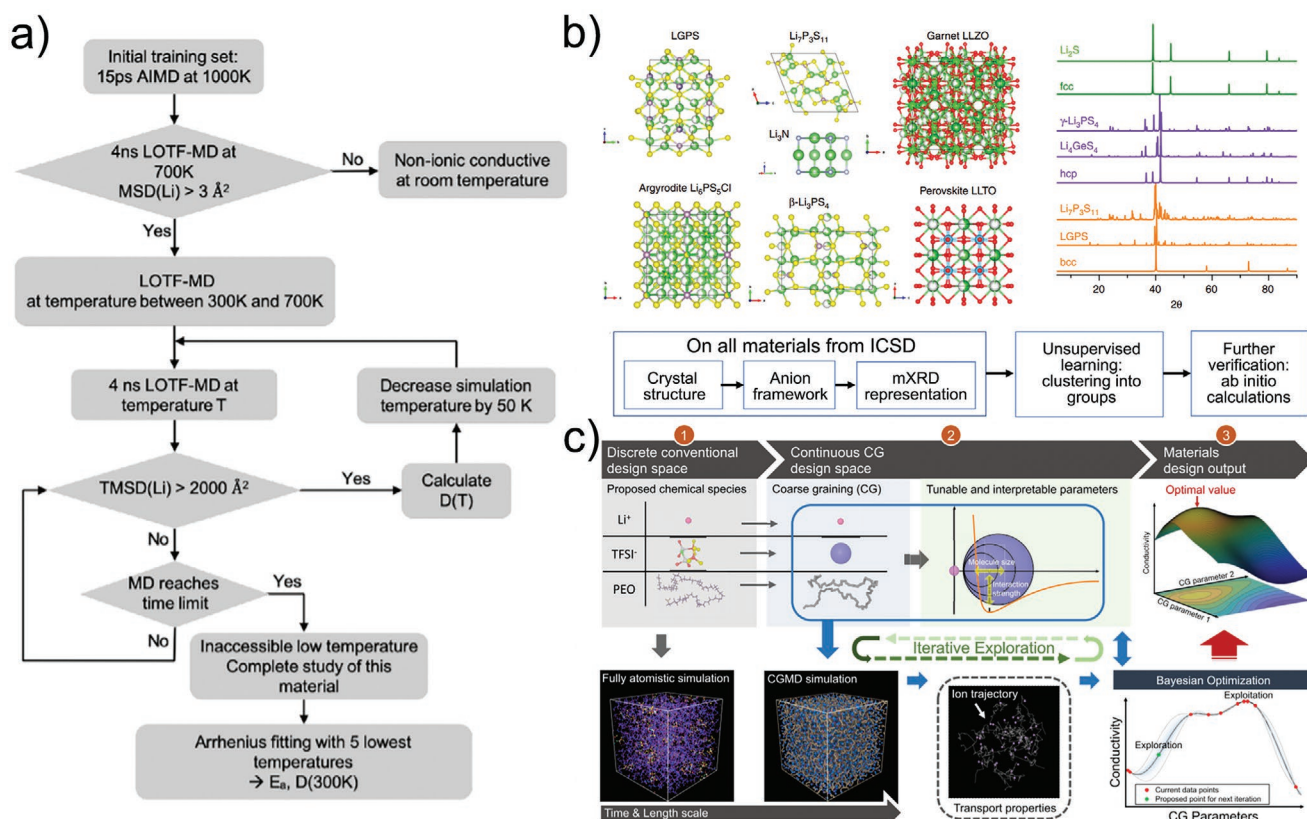 a)
Initial training set:
15ps AIMD at 1000K
4ns LOTF-MD at
700K
MSD(Li) > 3 Å²
No
Non-ionic conductive
at room temperature
Yes
LOTF-MD
at temperature between 300K and 700K
4 ns LOTF-MD at
temperature T
Decrease simulation
temperature by 50 K
TMSD(Li) > 2000 Å²
Yes
Calculate
D(T)
No
MD reaches
time limit
Yes
No
Inaccessible low temperature
Complete study of this
material
Arrhenius fitting with 5 lowest
temperatures
→ Eₐ, D(300K)
b)
LGPS
Li₇P₃S₁₁
Garnet LLZO
Li₃N
Argyrodite Li₆PS₅Cl
β-Li₃PS₄
Perovskite LLTO
Li₂S
fcc
γ-Li₃PS₄
Li₄GeS₄
hcp
Li₇P₃S₁₁
LGPS
bcc
20 40 60 80
2θ
On all materials from ICSD
Crystal
structure
Anion
framework
mXRD
representation
Unsupervised
learning:
clustering into
groups
Further
verification:
ab initio
calculations
c)
1
2
3
Discrete conventional
design space
Continuous CG
design space
Materials
design output
Proposed chemical species
Coarse graining (CG)
Tunable and interpretable parameters
Li⁺
TFSI⁻
PEO
Molecule size
Interaction
strength
Optimal value
Conductivity
CG parameter 2
CG parameter 1
Iterative Exploration
Fully atomistic simulation
CGMD simulation
Ion trajectory
Transport properties
Time & Length scale
Bayesian Optimization
Exploitation
Exploration
Conductivity
Current data points
Proposed point for next iteration
CG Parameters